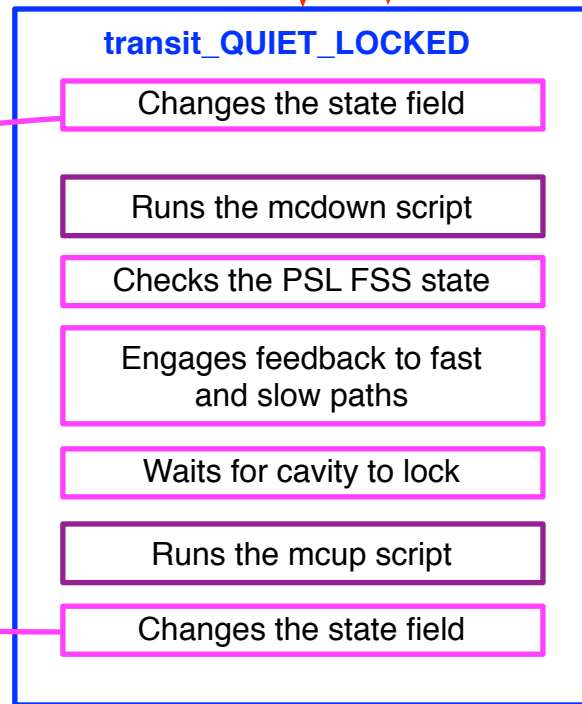 transit_QUIET_LOCKED
Changes the state field
Runs the mcdown script
Checks the PSL FSS state
Engages feedback to fast
and slow paths
Waits for cavity to lock
Runs the mcup script
Changes the state field